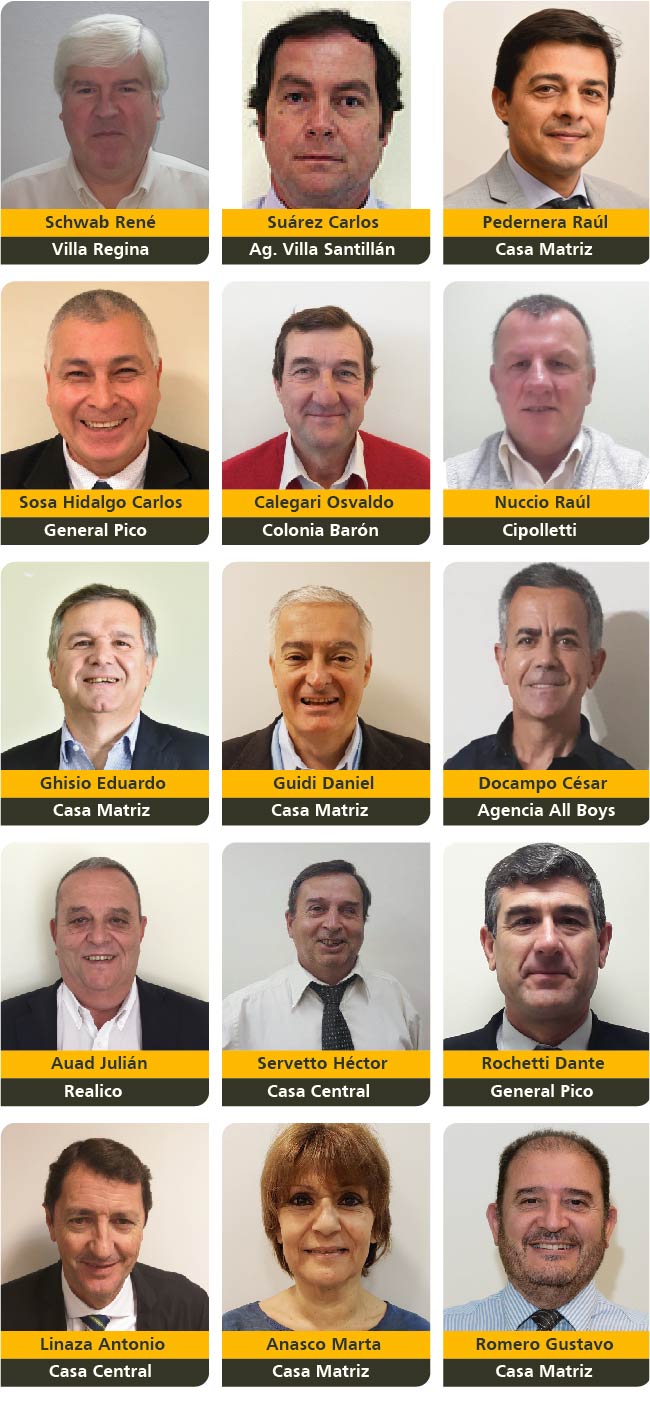 Schwab René
Villa Regina
Suárez Carlos
Ag. Villa Santillán
Pedernera Raúl
Casa Matriz
Sosa Hidalgo Carlos
General Pico
Calegari Osvaldo
Colonia Barón
Nuccio Raúl
Cipolletti
Ghisio Eduardo
Casa Matriz
Guidi Daniel
Casa Matriz
Docampo César
Agencia All Boys
Auad Julián
Realico
Servetto Héctor
Casa Central
Rochetti Dante
General Pico
Linaza Antonio
Casa Central
Anasco Marta
Casa Matriz
Romero Gustavo
Casa Matriz